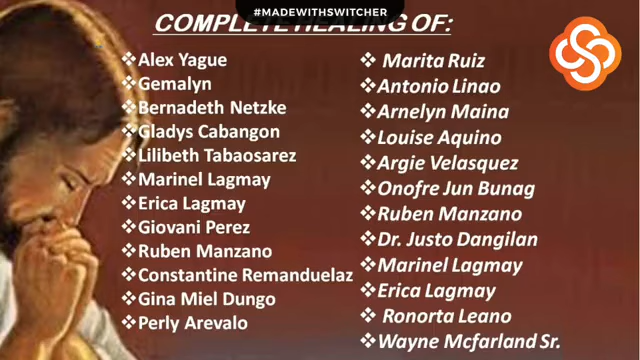 #MADEWITHSWITCHER
COMPLETE HEALING OF:
❖Alex Yague
❖Gemalyn
❖Bernadeth Netzke
❖Gladys Cabangon
❖Lilibeth Tabaosarez
❖Marinel Lagmay
❖Erica Lagmay
❖Giovani Perez
❖Ruben Manzano
❖Constantine Remanduelaz
❖Gina Miel Dungo
❖Perly Arevalo
❖ Marita Ruiz
❖Antonio Linao
❖Arnelyn Maina
❖Louise Aquino
❖Argie Velasquez
❖Onofre Jun Bunag
❖Ruben Manzano
❖Dr. Justo Dangilan
❖Marinel Lagmay
❖Erica Lagmay
❖ Ronorta Leano
❖Wayne Mcfarland Sr.